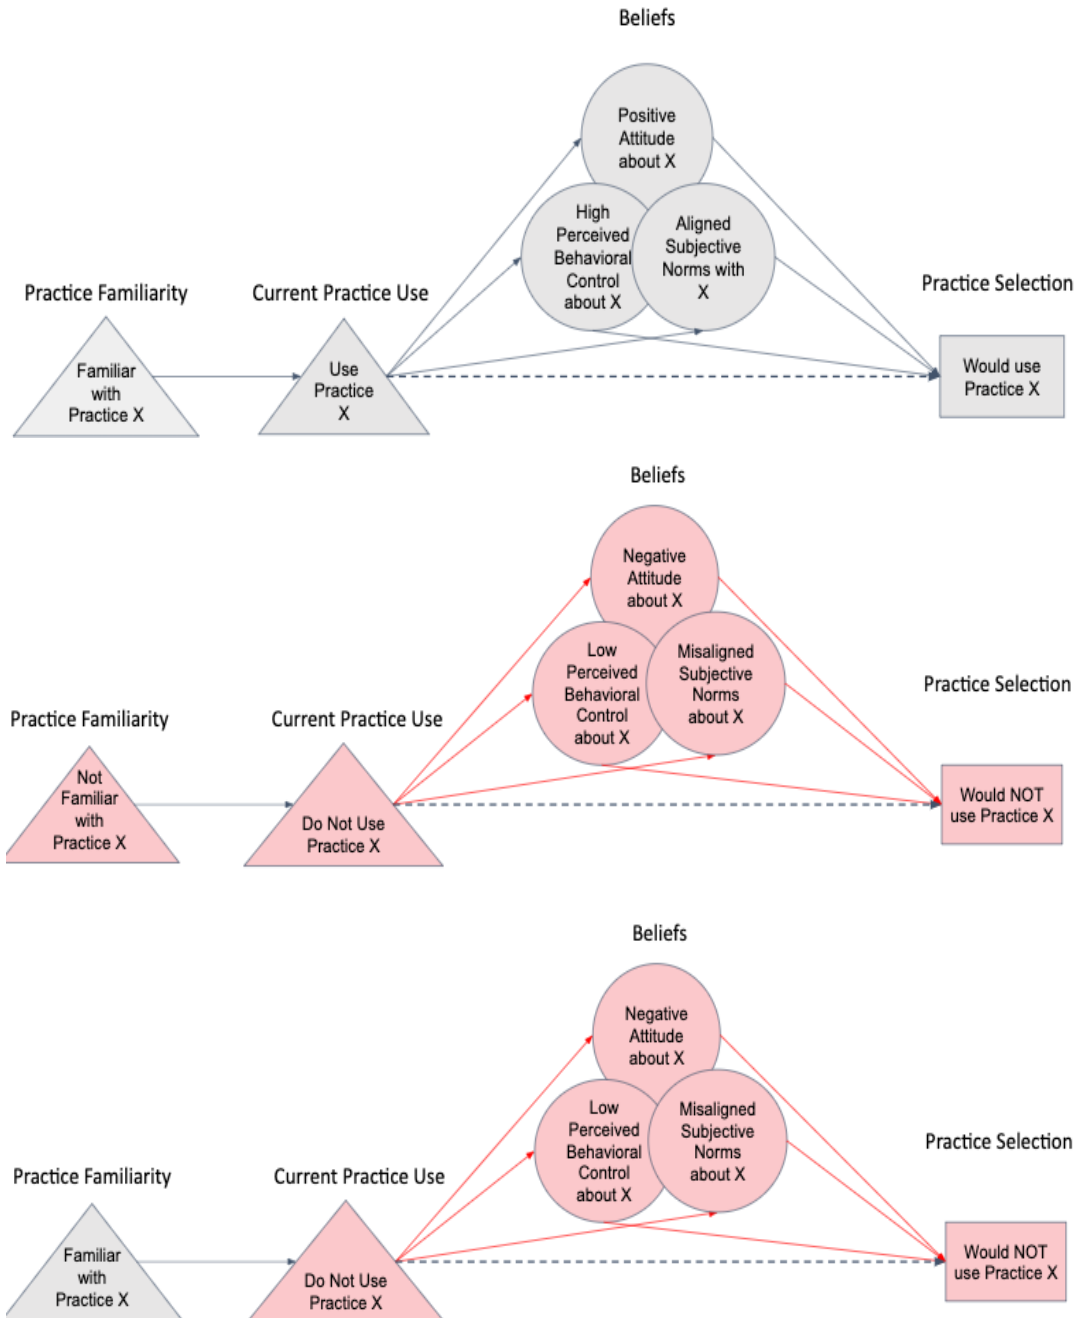 Beliefs
Positive
Attitude
about X
High
Perceived
Behavioral
Control
about X
Aligned
Subjective
Norms with
X
Practice Familiarity
Current Practice Use
Practice Selection
Familiar
with
Practice X
Use
Practice
X
Would use
Practice X
Beliefs
Negative
Attitude
about X
Low
Perceived
Behavioral
Control
about X
Misaligned
Subjective
Norms
about X
Practice Familiarity
Current Practice Use
Practice Selection
Not
Familiar
with
Practice X
Do Not Use
Practice X
Would NOT
use Practice X
Beliefs
Negative
Attitude
about X
Low
Perceived
Behavioral
Control
about X
Misaligned
Subjective
Norms
about X
Practice Familiarity
Current Practice Use
Practice Selection
Familiar
with
Practice X
Do Not Use
Practice X
Would NOT
use Practice X